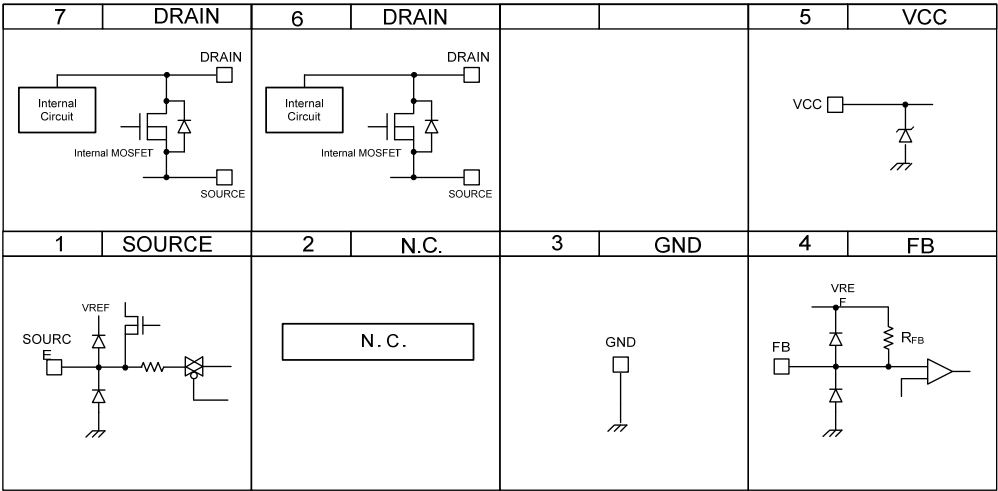 7 DRAIN 6 DRAIN 5 VCC
DRAIN
Internal
Circuit
Internal MOSFET
SOURCE
DRAIN
Internal
Circuit
Internal MOSFET
SOURCE
VCC
1 SOURCE 2 N.C. 3 GND 4 FB
VREF
SOURC
E
N.C.
GND
VRE
F
FB
RFB